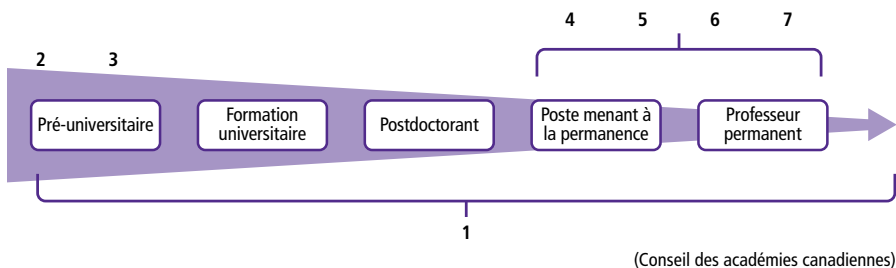 4 5 6 7
2 3
Pré-universitaire
Formation
universitaire
Postdoctorant
Poste menant à
la permanence
Professeur
permanent
1
(Conseil des académies canadiennes)